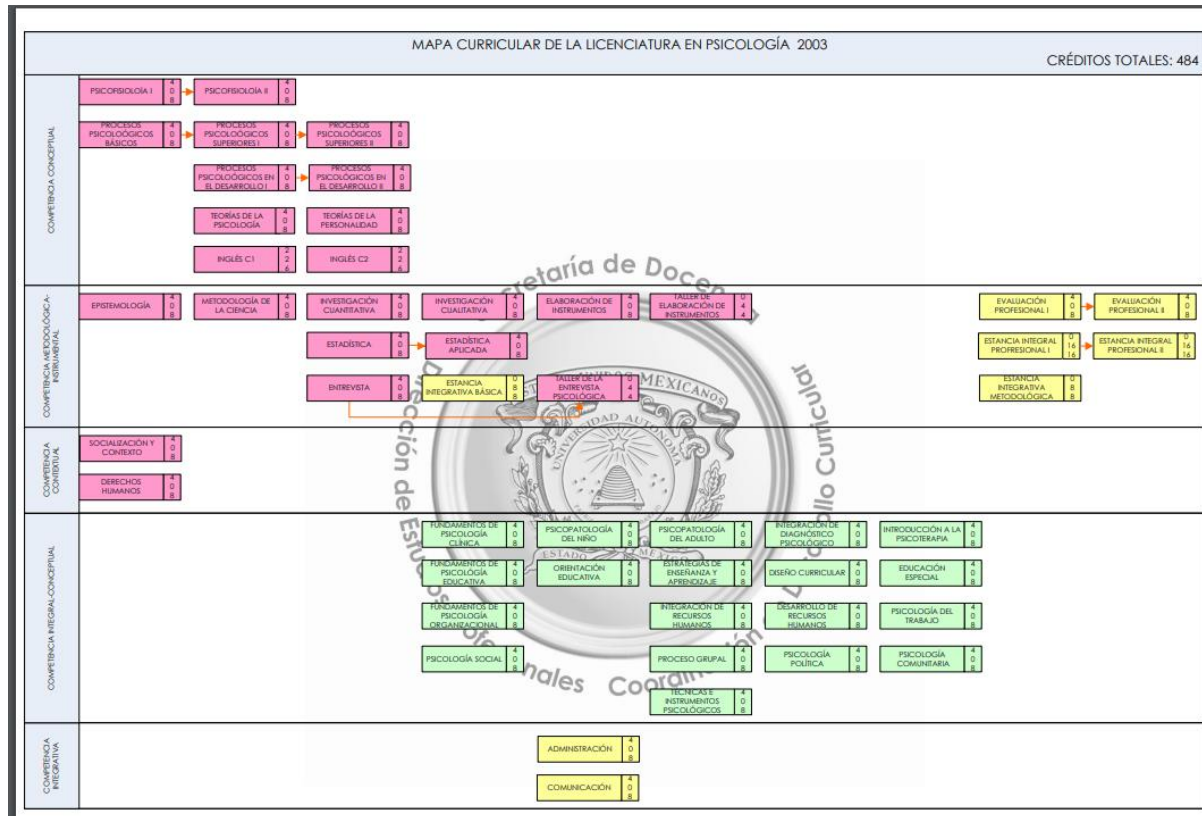 MAPA CURRICULAR DE LA LICENCIATURA EN PSICOLOGÍA 2003
CRÉDITOS TOTALES: 484
COMPETENCIA CONCEPTUAL
PSICOFISIOLOÍA I
4
0
8
PSICOFISIOLOÍA II
4
0
8
PROCESOS
PSICOLOÓGICOS
BÁSICOS
4
0
8
PROCESOS
PSICOLOÓGICOS
SUPERIORES I
4
0
8
PROCESOS
PSICOLOÓGICOS
SUPERIORES II
4
0
8
PROCESOS
PSICOLOÓGICOS EN
EL DESARROLLO I
4
0
8
PROCESOS
PSICOLÓGICOS EN
EL DESARROLLO II
4
0
8
TEORÍAS DE LA
PSICOLOGÍA
4
0
8
TEORÍAS DE LA
PERSONALIDAD
4
0
8
INGLÉS C1
2
2
6
INGLÉS C2
2
2
6
COMPETENCIA METODOLÓGICA-
INSTRUMENTAL
EPISTEMOLOGÍA
4
0
8
METODOLOGÍA DE
LA CIENCIA
4
0
8
INVESTIGACIÓN
CUANTITATIVA
4
0
8
INVESTIGACIÓN
CUALITATIVA
4
0
8
ELABORACIÓN DE
INSTRUMENTOS
4
0
8
TALLER DE
ELABORACIÓN DE
INSTRUMENTOS
0
4
4
EVALUACIÓN
PROFESIONAL I
4
0
8
EVALUACIÓN
PROFESIONAL II
4
0
8
ESTADÍSTICA
4
0
8
ESTADÍSTICA
APLICADA
4
0
8
ESTANCIA INTEGRAL
PROFRESIONAL I
0
16
16
ESTANCIA INTEGRAL
PROFESIONAL II
0
16
16
ENTREVISTA
4
0
8
ESTANCIA
INTEGRATIVA BÁSICA
0
8
8
TALLER DE LA
ENTREVISTA
PSICOLÓGICA
0
4
4
ESTANCIA
INTEGRATIVA
METODOLÓGICA
0
8
8
COMPETENCIA
CONTEXTUAL
SOCIALIZACIÓN Y
CONTEXTO
4
0
8
DERECHOS
HUMANOS
4
0
8
COMPETENCIA INTEGRAL-CONCEPTUAL
FUNDAMENTOS DE
PSICOLOGÍA
CLÍNICA
4
0
8
PSICOPATOLOGÍA
DEL NIÑO
4
0
8
PSICOPATOLOGÍA
DEL ADULTO
4
0
8
INTEGRACIÓN DE
DIAGNÓSTICO
PSICOLÓGICO
4
0
8
INTRODUCCIÓN A LA
PSICOTERAPIA
4
0
8
FUNDAMENTOS DE
PSICOLOGÍA
EDUCATIVA
4
0
8
ORIENTACIÓN
EDUCATIVA
4
0
8
ESTRATEGIAS DE
ENSEÑANZA Y
APRENDIZAJE
4
0
8
DISEÑO CURRICULAR
4
0
8
EDUCACIÓN
ESPECIAL
4
0
8
FUNDAMENTOS DE
PSICOLOGÍA
ORGANIZACIONAL
4
0
8
INTEGRACIÓN DE
RECURSOS
HUMANOS
4
0
8
DESARROLLO DE
RECURSOS
HUMANOS
4
0
8
PSICOLOGÍA DEL
TRABAJO
4
0
8
PSICOLOGÍA SOCIAL
4
0
8
PROCESO GRUPAL
4
0
8
PSICOLOGÍA
POLÍTICA
4
0
8
PSICOLOGÍA
COMUNITARIA
4
0
8
TÉCNICAS E
INSTRUMENTOS
PSICOLÓGICOS
4
0
8
COMPETENCIA
INTEGRATIVA
ADMINISTRACIÓN
4
0
8
COMUNICACIÓN
4
0
8
de Docen
Dirección de Estu
nales
UNIVERSIDAD AUTÓNOMA
MEXICANOS